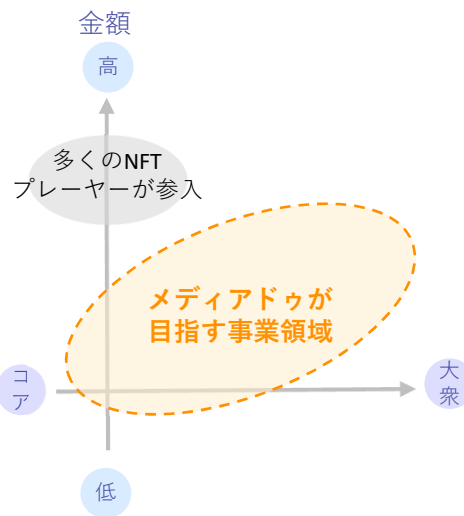 金額
高
多くのNFT
プレーヤーが参入
メディアドゥが
目指す事業領域
コ
ア
大
衆
低